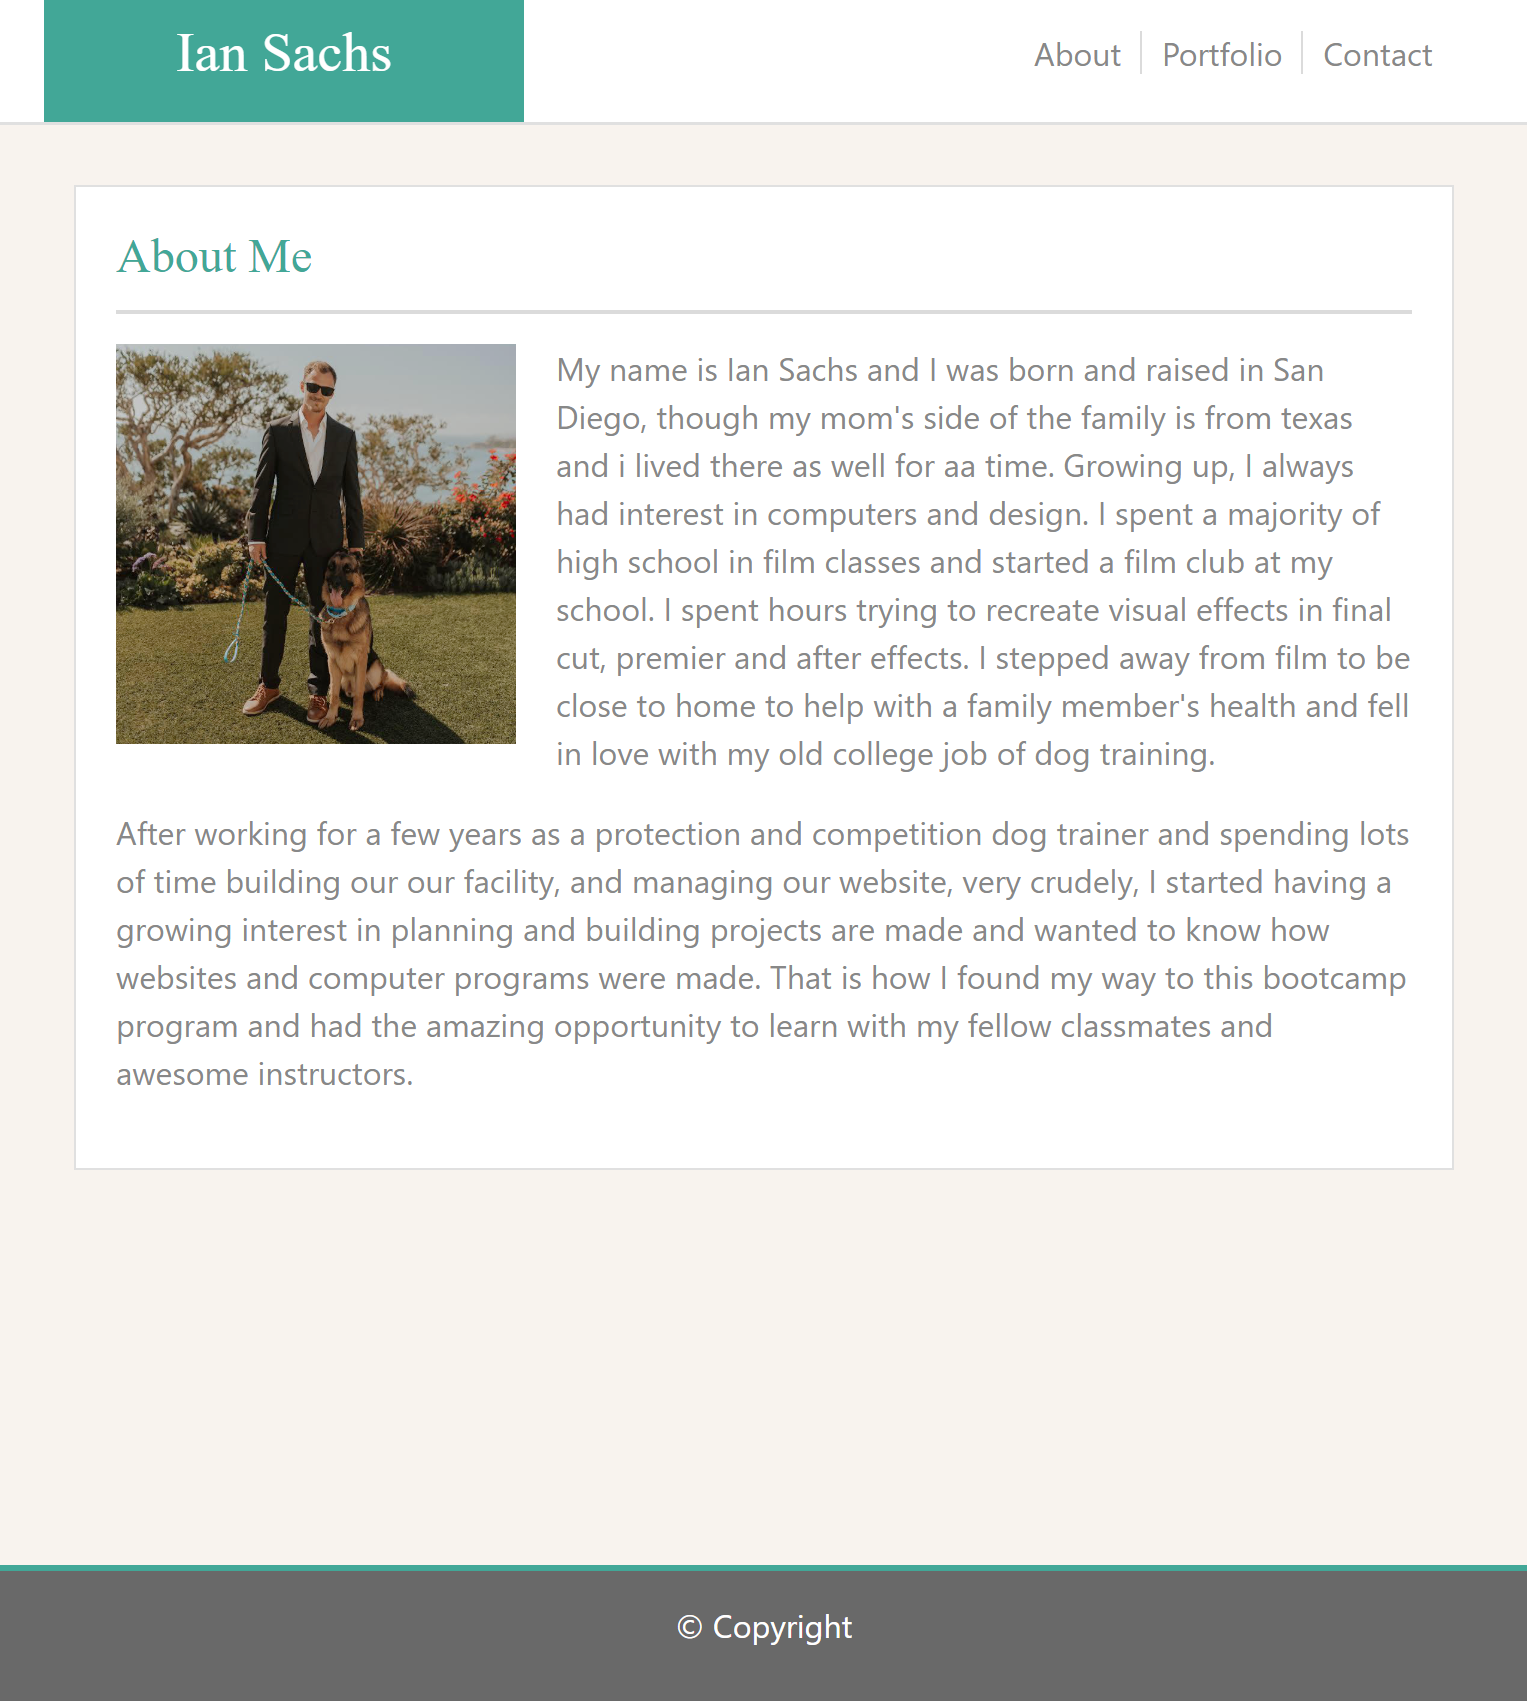 Ian Sachs
About
Portfolio
Contact
About Me
My name is Ian Sachs and I was born and raised in San
Diego, though my mom's side of the family is from texas
and i lived there as well for aa time. Growing up, I always
had interest in computers and design. I spent a majority of
high school in film classes and started a film club at my
school. I spent hours trying to recreate visual effects in final
cut, premier and after effects. I stepped away from film to be
close to home to help with a family member's health and fell
in love with my old college job of dog training.
After working for a few years as a protection and competition dog trainer and spending lots
of time building our our facility, and managing our website, very crudely, I started having a
growing interest in planning and building projects are made and wanted to know how
websites and computer programs were made. That is how I found my way to this bootcamp
program and had the amazing opportunity to learn with my fellow classmates and
awesome instructors.
© Copyright